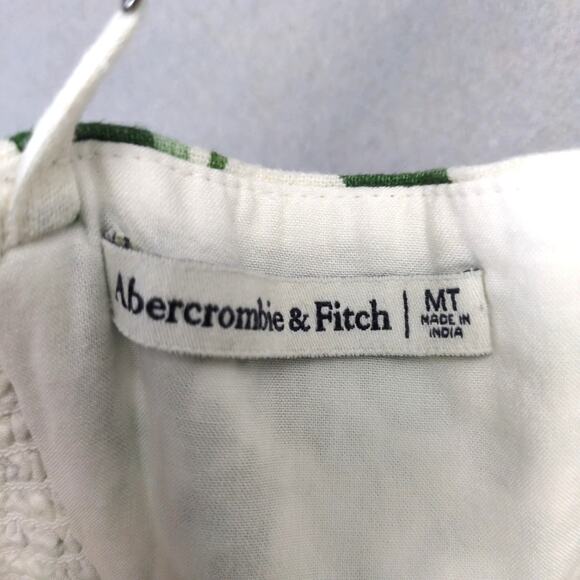 Abercrombie & Fitch
MT
MADE IN
INDIA